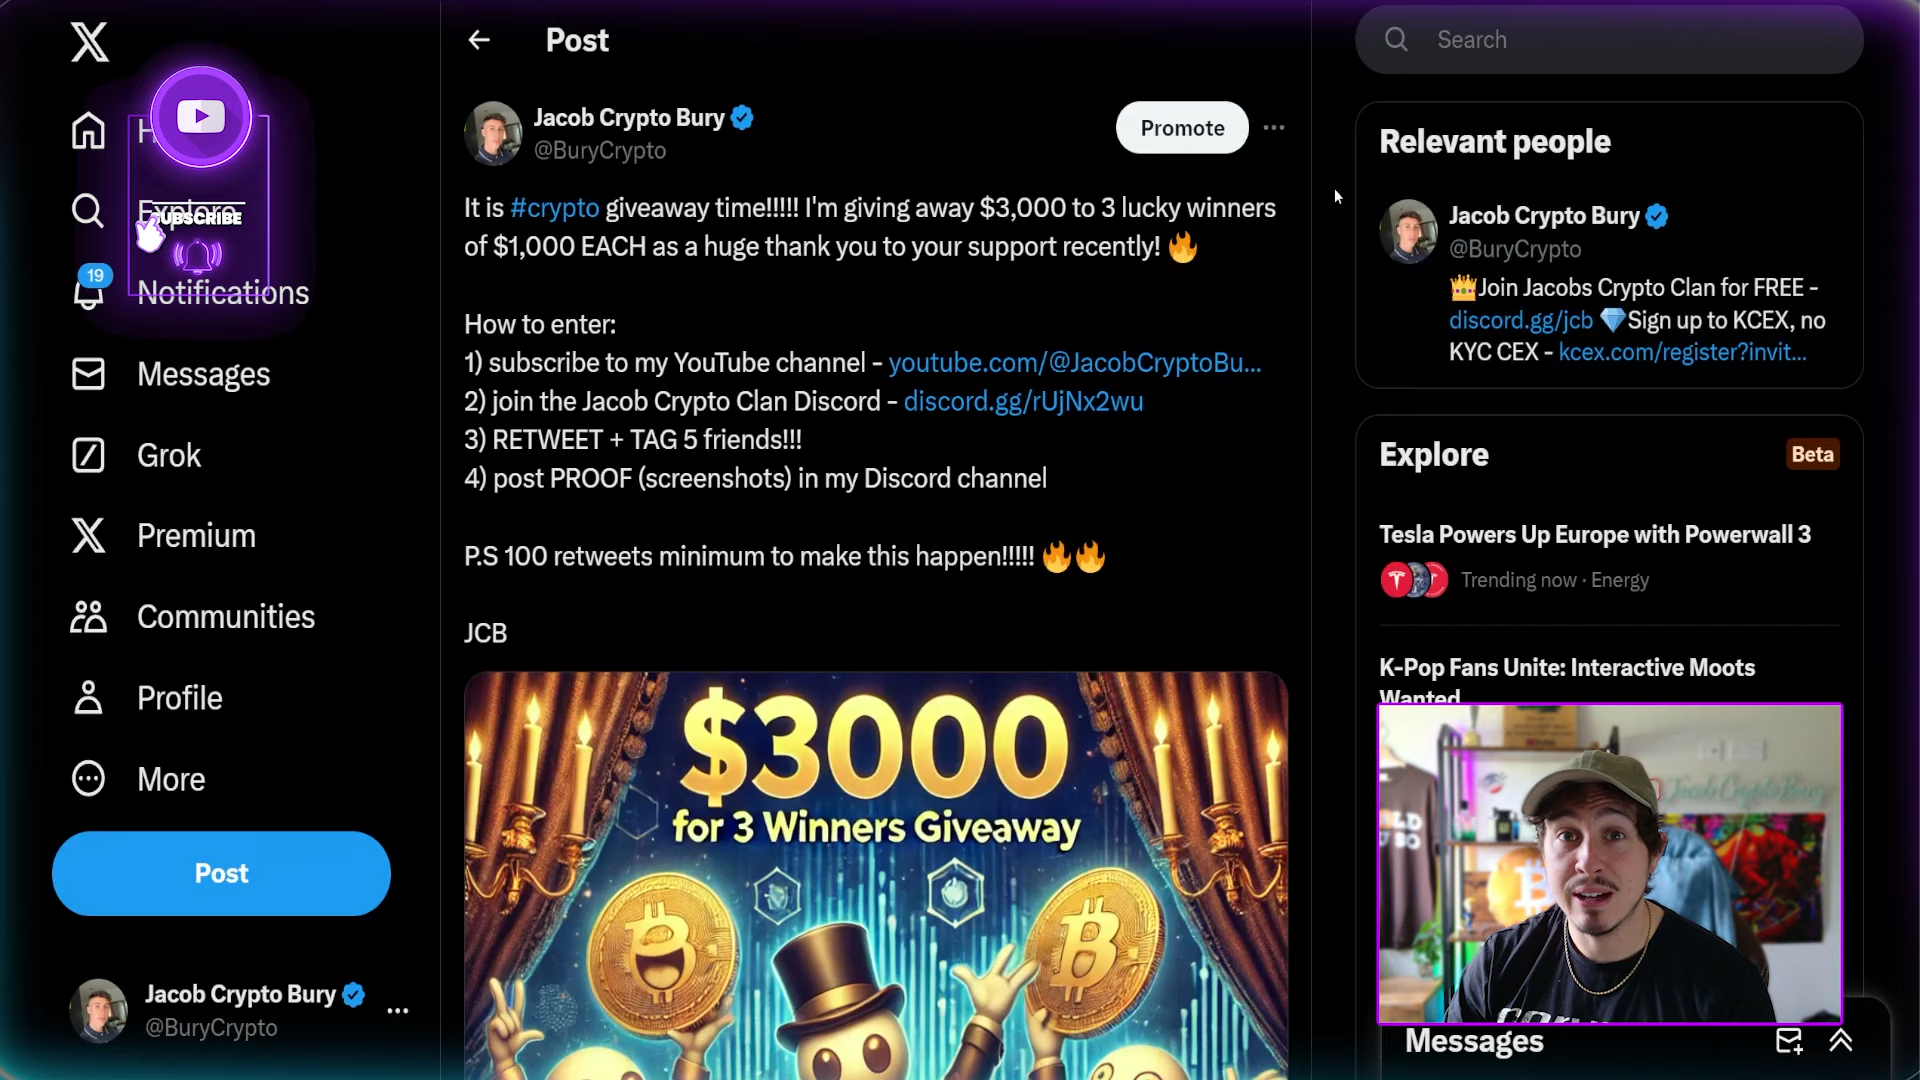 Post
Search
Jacob Crypto Bury
@BuryCrypto
Promote
It is #crypto giveaway time!!!!! I'm giving away $3,000 to 3 lucky winners
of $1,000 EACH as a huge thank you to your support recently! 🔥
How to enter:
1) subscribe to my YouTube channel - youtube.com/@JacobCryptoBu...
2) join the Jacob Crypto Clan Discord - discord.gg/rUjNx2wu
3) RETWEET + TAG 5 friends!!!
4) post PROOF (screenshots) in my Discord channel
P.S 100 retweets minimum to make this happen!!!!! 🔥🔥
JCB
$3000
for 3 Winners Giveaway
Explore
SUBSCRIBE
19
Notifications
Messages
Grok
Premium
Communities
Profile
More
Post
Jacob Crypto Bury
@BuryCrypto
Relevant people
Jacob Crypto Bury
@BuryCrypto
👑Join Jacobs Crypto Clan for FREE -
discord.gg/jcb 💎Sign up to KCEX, no
KYC CEX - kcex.com/register?invit...
Explore
Beta
Tesla Powers Up Europe with Powerwall 3
Trending now · Energy
K-Pop Fans Unite: Interactive Moots
Wanted
JacobCryptoBury
Messages